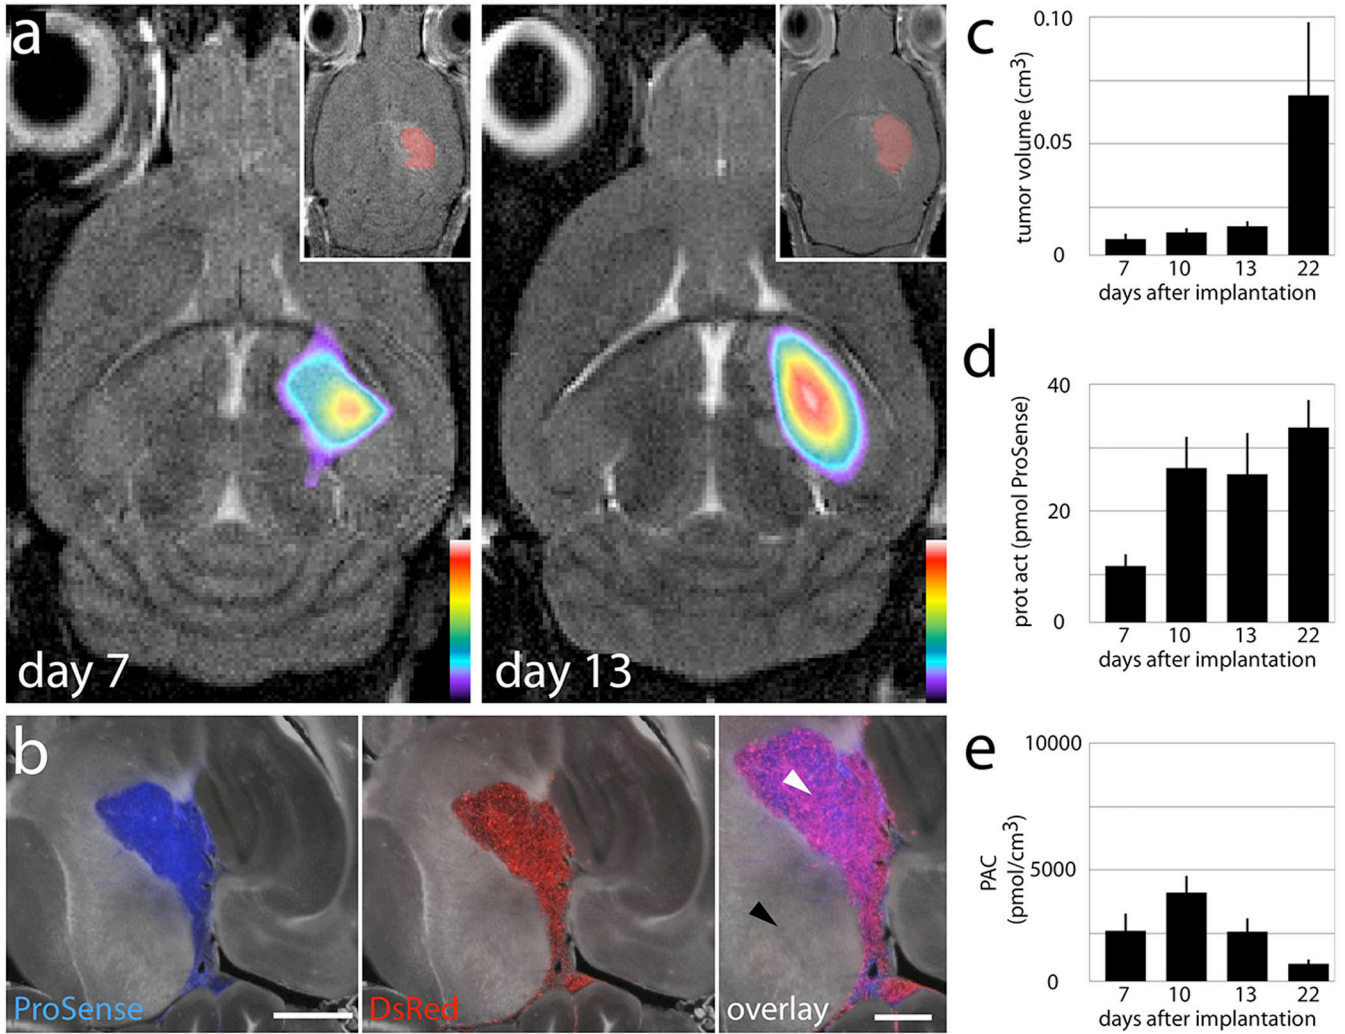 a
day 7
day 13
b
ProSense
DsRed
overlay
c
tumor volume (cm3)
0.10
0.05
0
7 10 13 22
days after implantation
d
prot act (pmol ProSense)
40
20
0
7 10 13 22
days after implantation
e
PAC
(pmol/cm3)
10000
5000
0
7 10 13 22
days after implantation